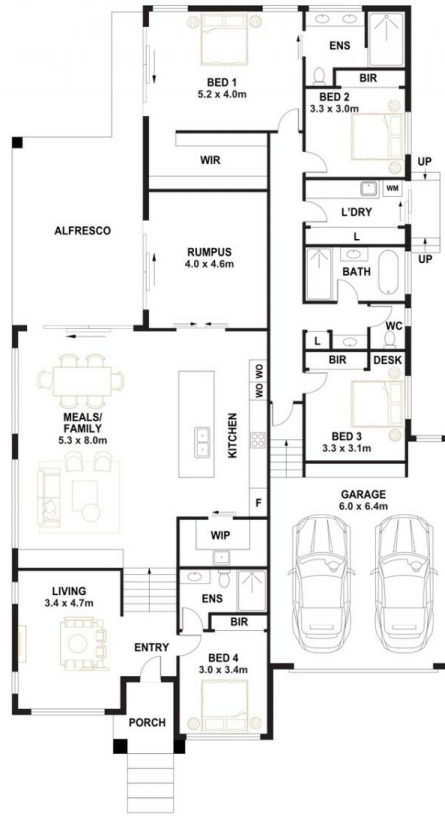 ENS
BED 1
5.2 x 4.0m
BIR
BED 2
3.3 x 3.0m
WIR
UP
WM
L'DRY
L
UP
ALFRESCO
RUMPUS
4.0 x 4.6m
BATH
WC
L
BIR
DESK
WO
WO
MEALS/
FAMILY
5.3 x 8.0m
KITCHEN
BED 3
3.3 x 3.1m
F
GARAGE
6.0 x 6.4m
WIP
LIVING
3.4 x 4.7m
ENS
BIR
ENTRY
BED 4
3.0 x 3.4m
PORCH